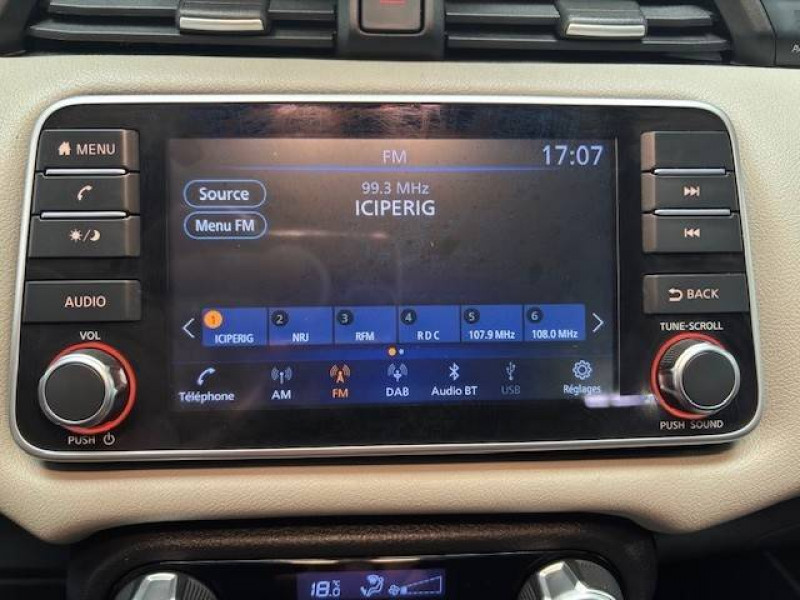 MENU
AUDIO
VOL
PUSH
FM
17:07
Source
99.3 MHz
ICIPERIG
Menu FM
1 ICIPERIG
2 NRJ
3 RFM
4 R D C
5 107.9 MHz
6 108.0 MHz
Téléphone
AM
FM
DAB
Audio BT
USB
Réglages
BACK
TUNE-SCROLL
PUSH SOUND
18.0